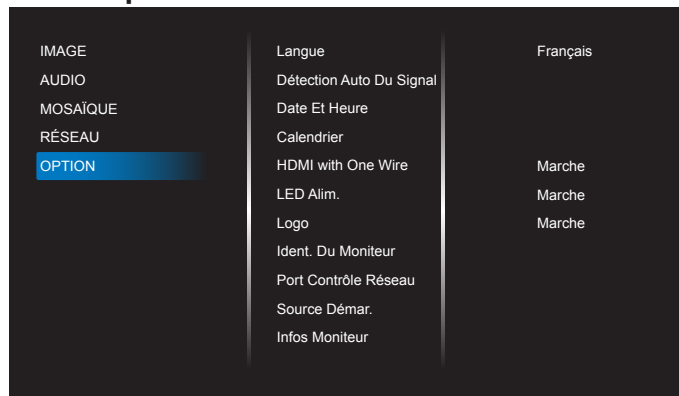 IMAGE
AUDIO
MOSAÏQUE
RÉSEAU
OPTION
Langue Français
Détection Auto Du Signal
Date Et Heure
Calendrier
HDMI with One Wire Marche
LED Alim. Marche
Logo Marche
Ident. Du Moniteur
Port Contrôle Réseau
Source Démar.
Infos Moniteur